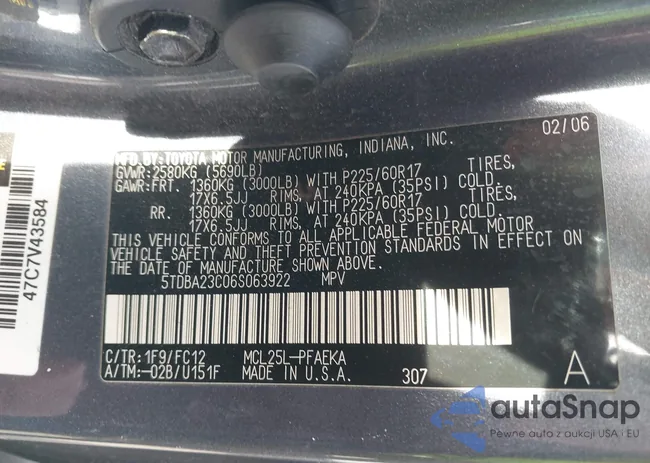 MFD.BY:TOYOTA MOTOR MANUFACTURING, INDIANA, INC. 02/06
GVWR:2580KG (5690LB)
GAWR:FRT. 1360KG (3000LB) WITH P225/60R17 TIRES,
17X6.5JJ RIMS, AT 240KPA (35PSI) COLD.
RR. 1360KG (3000LB) WITH P225/60R17 TIRES,
17X6.5JJ RIMS, AT 240KPA (35PSI) COLD.
THIS VEHICLE CONFORMS TO ALL APPLICABLE FEDERAL MOTOR
VEHICLE SAFETY AND THEFT PREVENTION STANDARDS IN EFFECT ON
THE DATE OF MANUFACTURE SHOWN ABOVE.
5TDBA23C06S063922 MPV
C/TR:1F9/FC12 MCL25L-PFAEKA
A/TM:-02B/U151F MADE IN U.S.A. 307 A
47C7V43584
autoSnap
Pewne auto z aukcji USA i EU